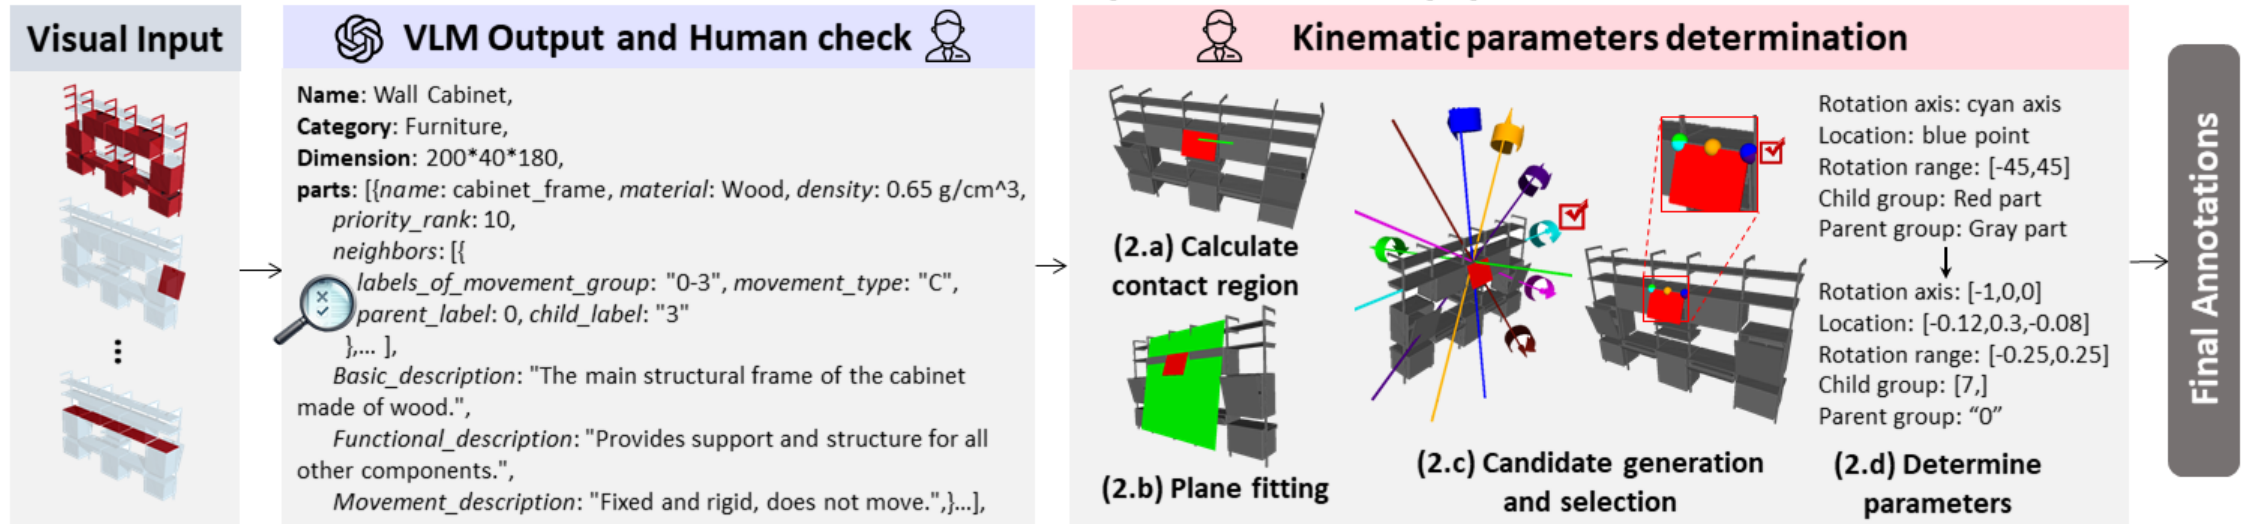 Visual Input
VLM Output and Human check
Name: Wall Cabinet,
Category: Furniture,
Dimension: 200*40*180,
parts: [{name: cabinet_frame, material: Wood, density: 0.65 g/cm^3,
priority_rank: 10,
neighbors: [{
labels_of_movement_group: "0-3", movement_type: "C",
parent_label: 0, child_label: "3"
},... ],
Basic_description: "The main structural frame of the cabinet
made of wood.",
Functional_description: "Provides support and structure for all
other components.",
Movement_description: "Fixed and rigid, does not move.",}...],
Kinematic parameters determination
(2.a) Calculate
contact region
(2.b) Plane fitting
(2.c) Candidate generation
and selection
Rotation axis: cyan axis
Location: blue point
Rotation range: [-45,45]
Child group: Red part
Parent group: Gray part
Rotation axis: [-1,0,0]
Location: [-0.12,0.3,-0.08]
Rotation range: [-0.25,0.25]
Child group: [7,]
Parent group: “0”
(2.d) Determine
parameters
Final Annotations